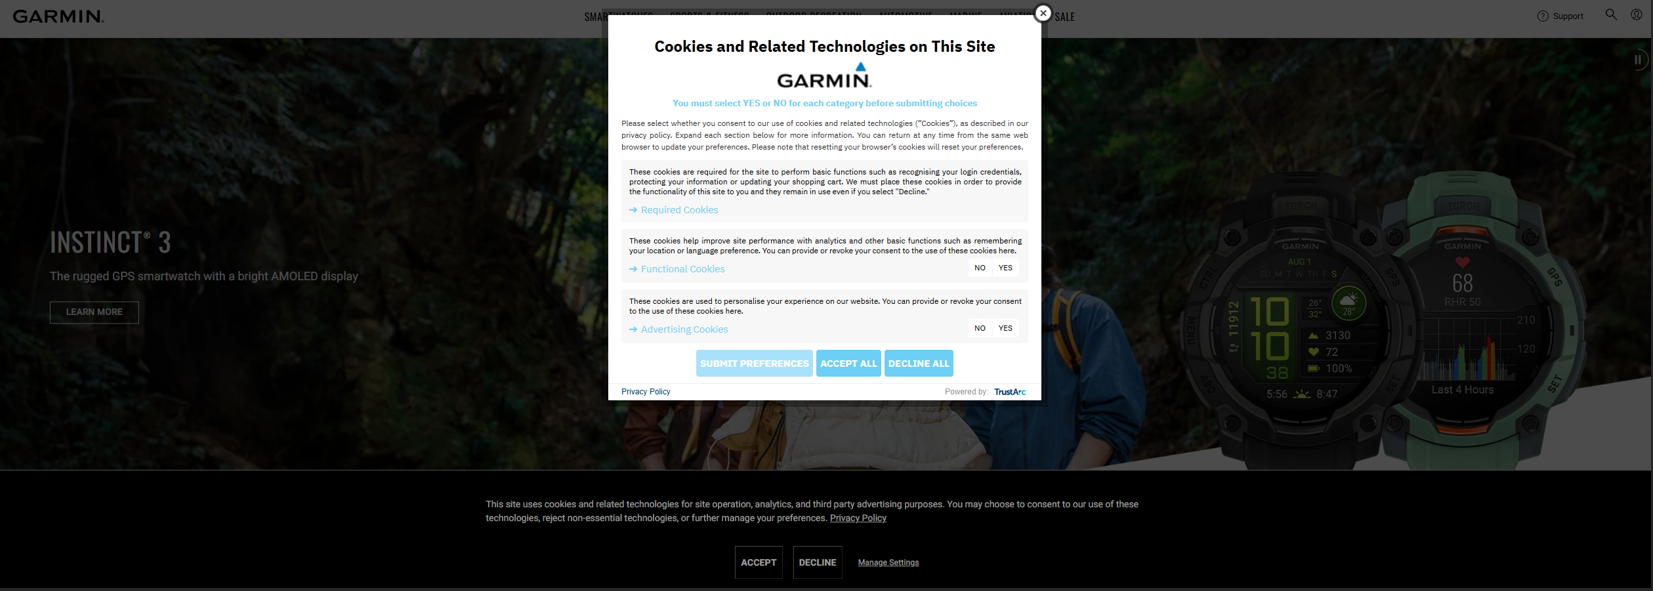 GARMIN.
SALE
Support
Cookies and Related Technologies on This Site
GARMIN.
You must select YES or NO for each category before submitting choices
Please select whether you consent to our use of cookies and related technologies (“Cookies”), as described in our
privacy policy. Expand each section below for more information. You can return at any time from the same web
browser to update your preferences. Please note that resetting your browser’s cookies will reset your preferences.
These cookies are required for the site to perform basic functions such as recognising your login credentials,
protecting your information or updating your shopping cart. We must place these cookies in order to provide
the functionality of this site to you and they remain in use even if you select "Decline."
→ Required Cookies
These cookies help improve site performance with analytics and other basic functions such as remembering
your location or language preference. You can provide or revoke your consent to the use of these cookies here.
→ Functional Cookies
NO YES
These cookies are used to personalise your experience on our website. You can provide or revoke your consent
to the use of these cookies here.
→ Advertising Cookies
NO YES
SUBMIT PREFERENCES ACCEPT ALL DECLINE ALL
Privacy Policy
Powered by: TrustArc
INSTINCT® 3
The rugged GPS smartwatch with a bright AMOLED display
LEARN MORE
TORCH
GARMIN
CTRL
MENU
AUG 1
S U M T W T H F S
11912
10
10
38
26°
32°
28°
3130
72
100%
5:56 8:47
TORCH
GARMIN
GPS
SET
68
RHR 50
210
120
Last 4 Hours
This site uses cookies and related technologies for site operation, analytics, and third party advertising purposes. You may choose to consent to our use of these
technologies, reject non-essential technologies, or further manage your preferences. Privacy Policy
ACCEPT DECLINE Manage Settings